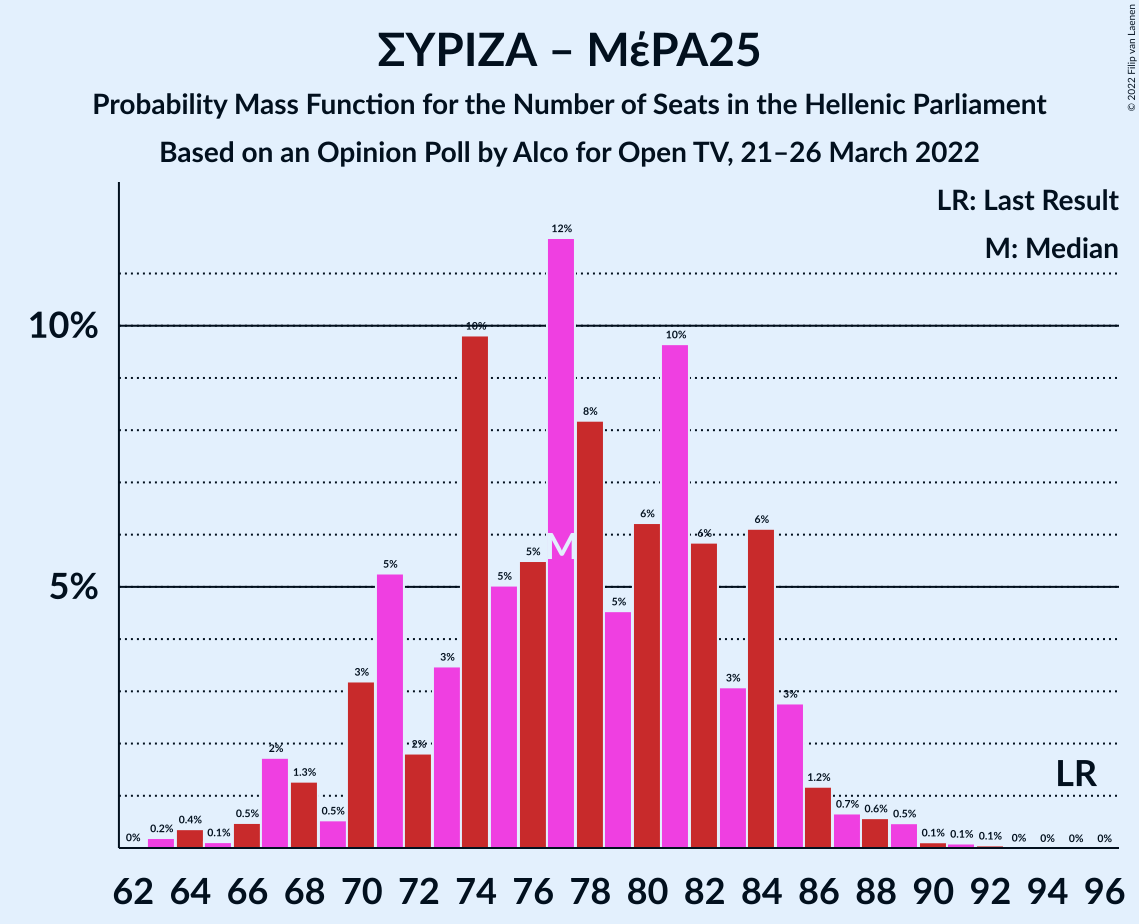 ΣΥΡΙΖΑ – ΜέΡΑ25
Probability Mass Function for the Number of Seats in the Hellenic Parliament
Based on an Opinion Poll by Alco for Open TV, 21–26 March 2022
© 2022 Filip van Laenen
LR: Last Result
M: Median
10%
5%
0% 0.2% 0.4% 0.1% 0.5% 2% 1.3% 0.5% 3% 5% 2% 3% 10% 5% 5% 12% 8% 5% 6% 10% 6% 3% 6% 3% 1.2% 0.7% 0.6% 0.5% 0.1% 0.1% 0.1% 0% 0% 0% 0%
M
LR
62 64 66 68 70 72 74 76 78 80 82 84 86 88 90 92 94 96